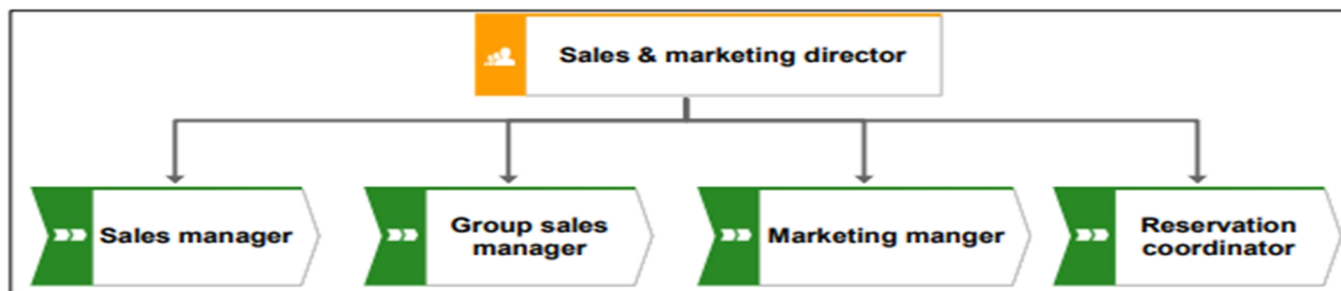 Sales & marketing director
Sales manager
Group sales
manager
Marketing manger
Reservation
coordinator